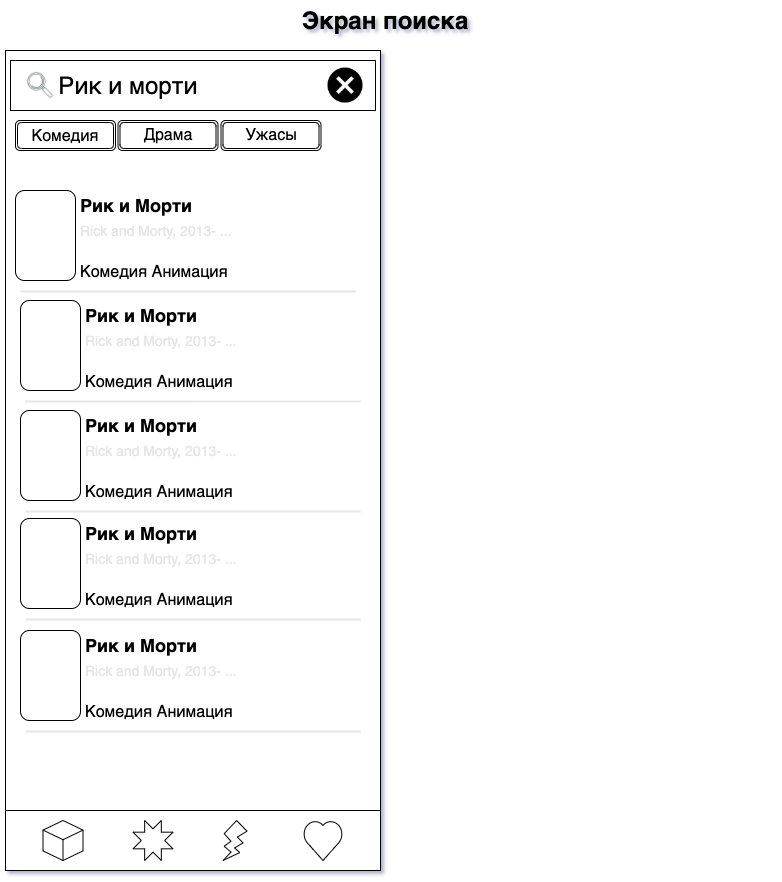 Экран поиска
Рик и морти
Комедия Драма Ужасы
Рик и Морти
Rick and Morty, 2013- ...
Комедия Анимация
Рик и Морти
Rick and Morty, 2013- ...
Комедия Анимация
Рик и Морти
Rick and Morty, 2013- ...
Комедия Анимация
Рик и Морти
Rick and Morty, 2013- ...
Комедия Анимация
Рик и Морти
Rick and Morty, 2013- ...
Комедия Анимация